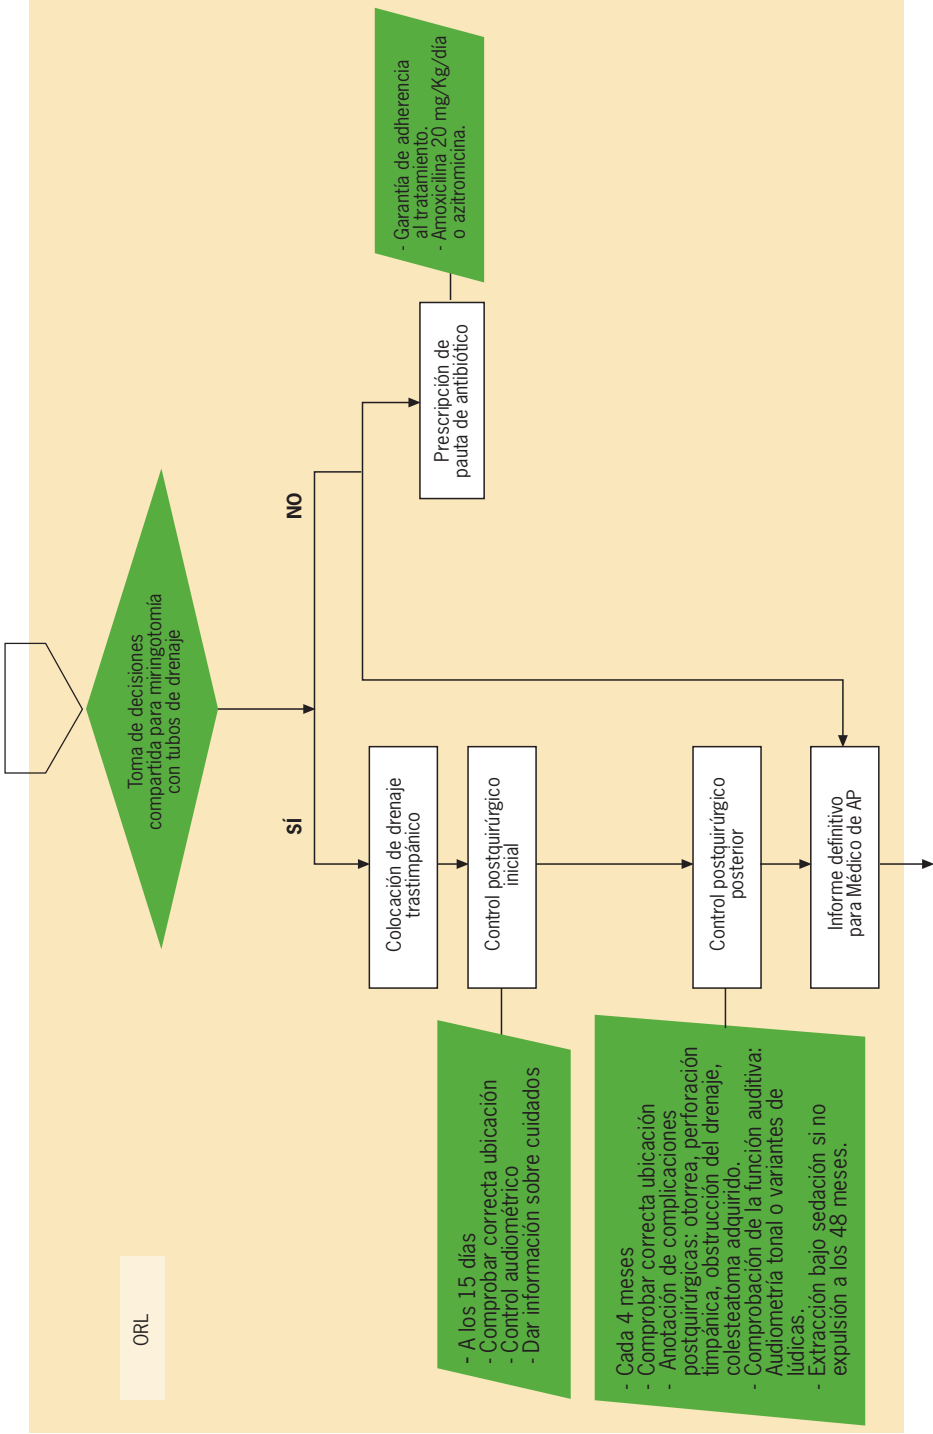 ORL
Toma de decisiones
compartida para miringotomía
con tubos de drenaje
SÍ
NO
Colocación de drenaje
trastimpánico
Control postquirúrgico
inicial
- A los 15 días
- Comprobar correcta ubicación
- Control audiométrico
- Dar información sobre cuidados
Control postquirúrgico
posterior
- Cada 4 meses
- Comprobar correcta ubicación
- Anotación de complicaciones
postquirúrgicas: otorrea, perforación
timpánica, obstrucción del drenaje,
colesteatoma adquirido.
- Comprobación de la función auditiva:
Audiometría tonal o variantes de
lúdicas.
- Extracción bajo sedación si no
expulsión a los 48 meses.
Informe definitivo
para Médico de AP
Prescripción de
pauta de antibiótico
- Garantía de adherencia
al tratamiento.
- Amoxicilina 20 mg/Kg/día
o azitromicina.